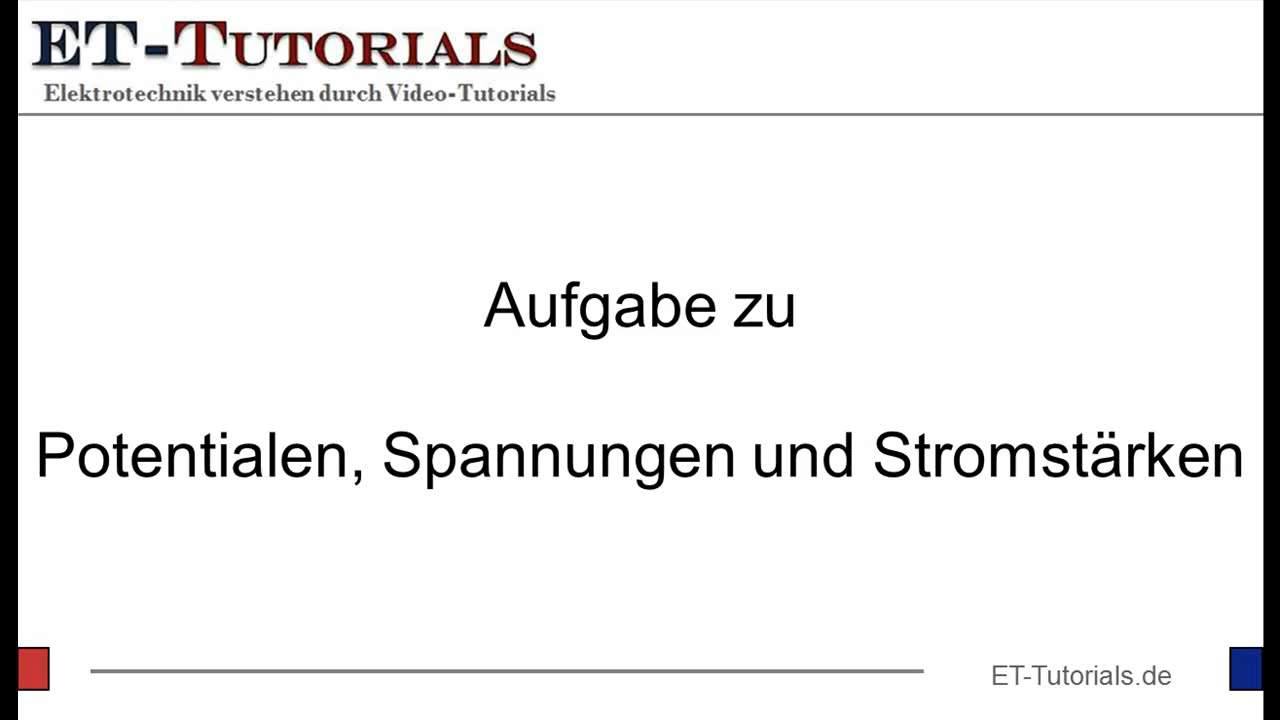 ET-Tutorials
Elektrotechnik verstehen durch Video-Tutorials
Aufgabe zu
Potentialen, Spannungen und Stromstärken
ET-Tutorials.de